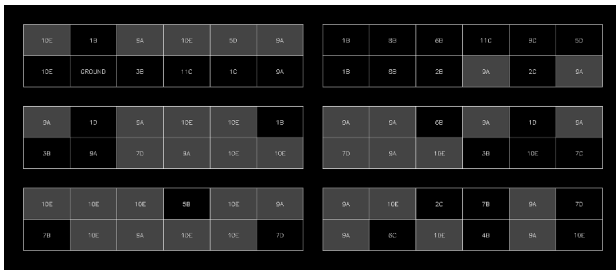 10E 1B 9A 10E 5D 9A
10E GROUND 3B 11C 1C 9A
1B 8B 6B 11C 9C 5D
1B 8B 2B 9A 2C 9A
9A 1D 9A 10E 10E 1B
3B 9A 7D 9A 10E 10E
9A 9A 6B 9A 1D 9A
7D 9A 10E 3B 10E 7C
10E 10E 10E 5B 10E 9A
7B 10E 9A 10E 10E 7D
9A 10E 2C 7B 9A 7D
9A 6C 10E 4B 9A 10E